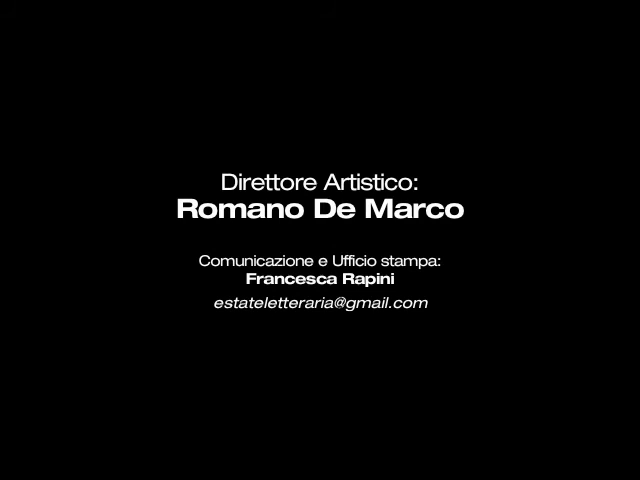 Direttore Artistico:
Romano De Marco
Comunicazione e Ufficio stampa:
Francesca Rapini
estateletteraria@gmail.com